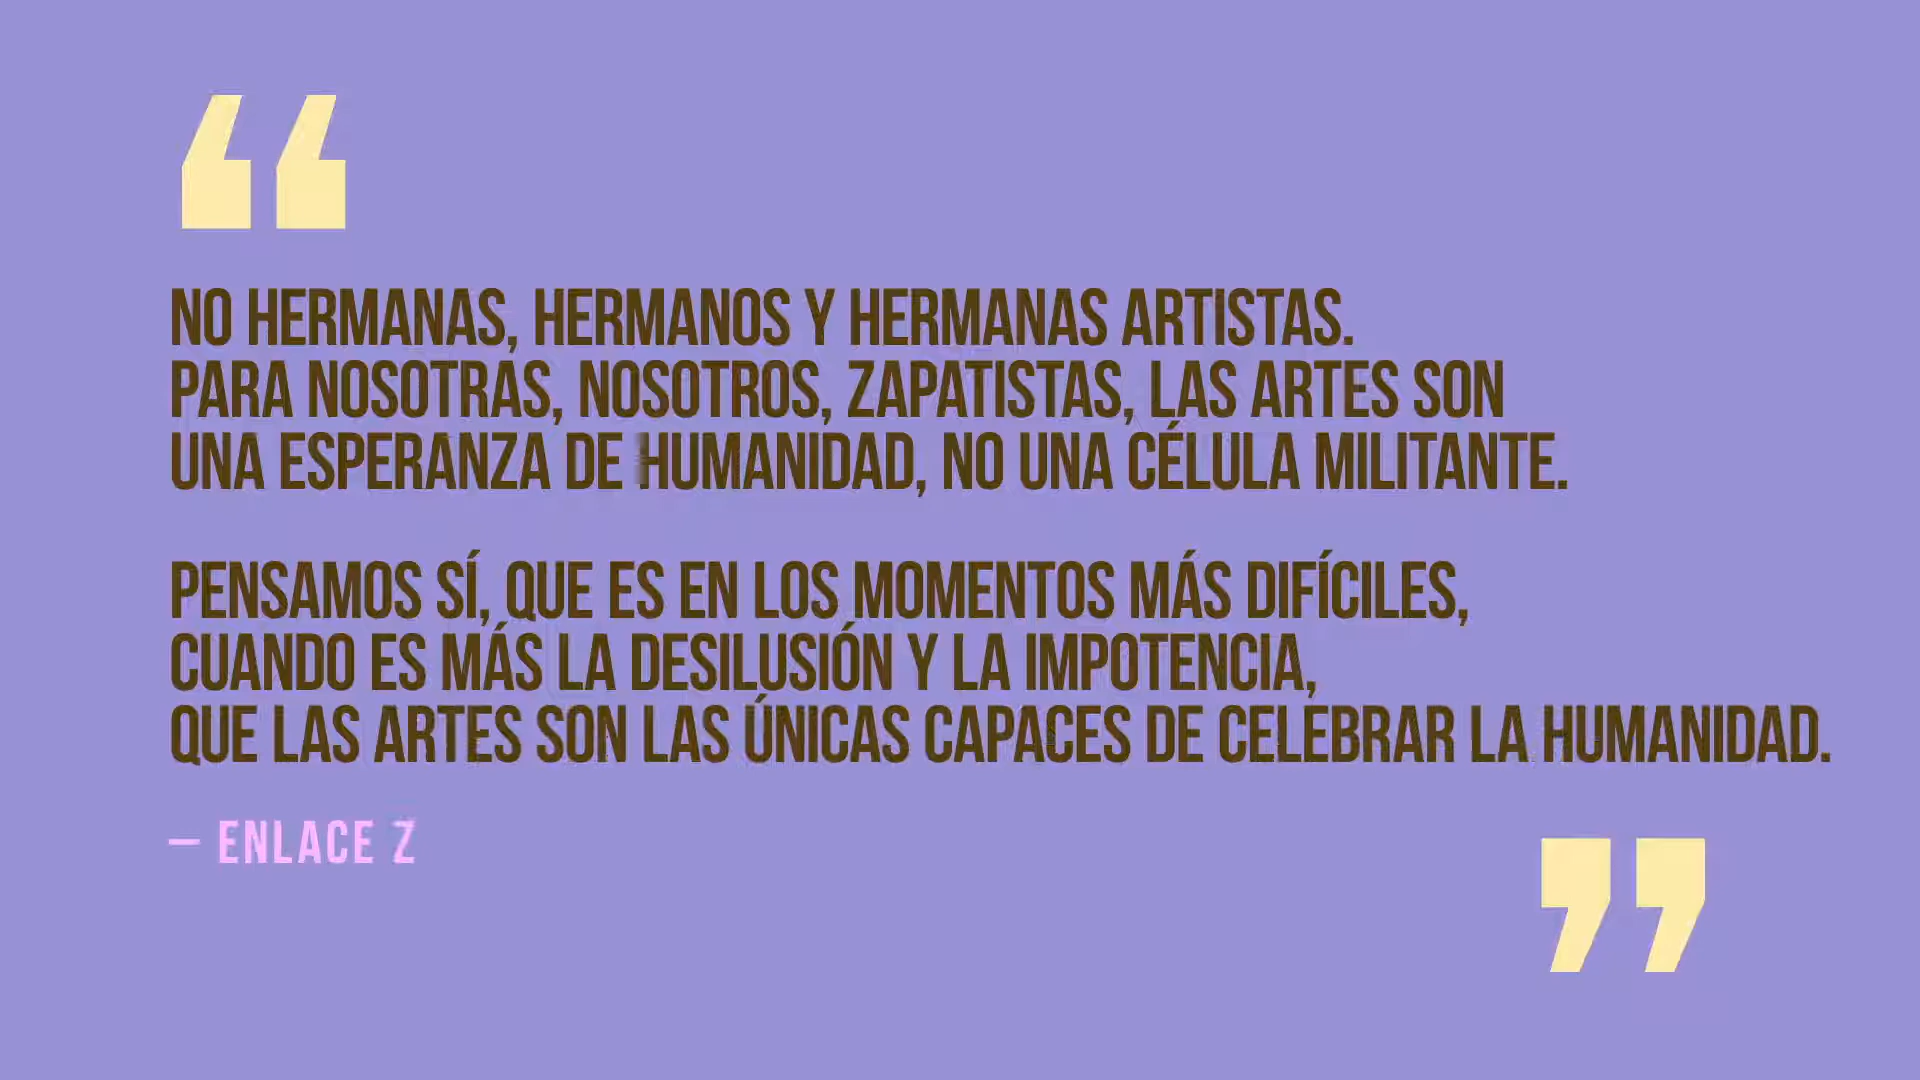 NO HERMANAS, HERMANOS Y HERMANAS ARTISTAS.
PARA NOSOTRAS, NOSOTROS, ZAPATISTAS, LAS ARTES SON
UNA ESPERANZA DE HUMANIDAD, NO UNA CÉLULA MILITANTE.
PENSAMOS SÍ, QUE ES EN LOS MOMENTOS MÁS DIFÍCILES,
CUANDO ES MÁS LA DESILUSIÓN Y LA IMPOTENCIA,
QUE LAS ARTES SON LAS ÚNICAS CAPACES DE CELEBRAR LA HUMANIDAD.
— ENLACE Z